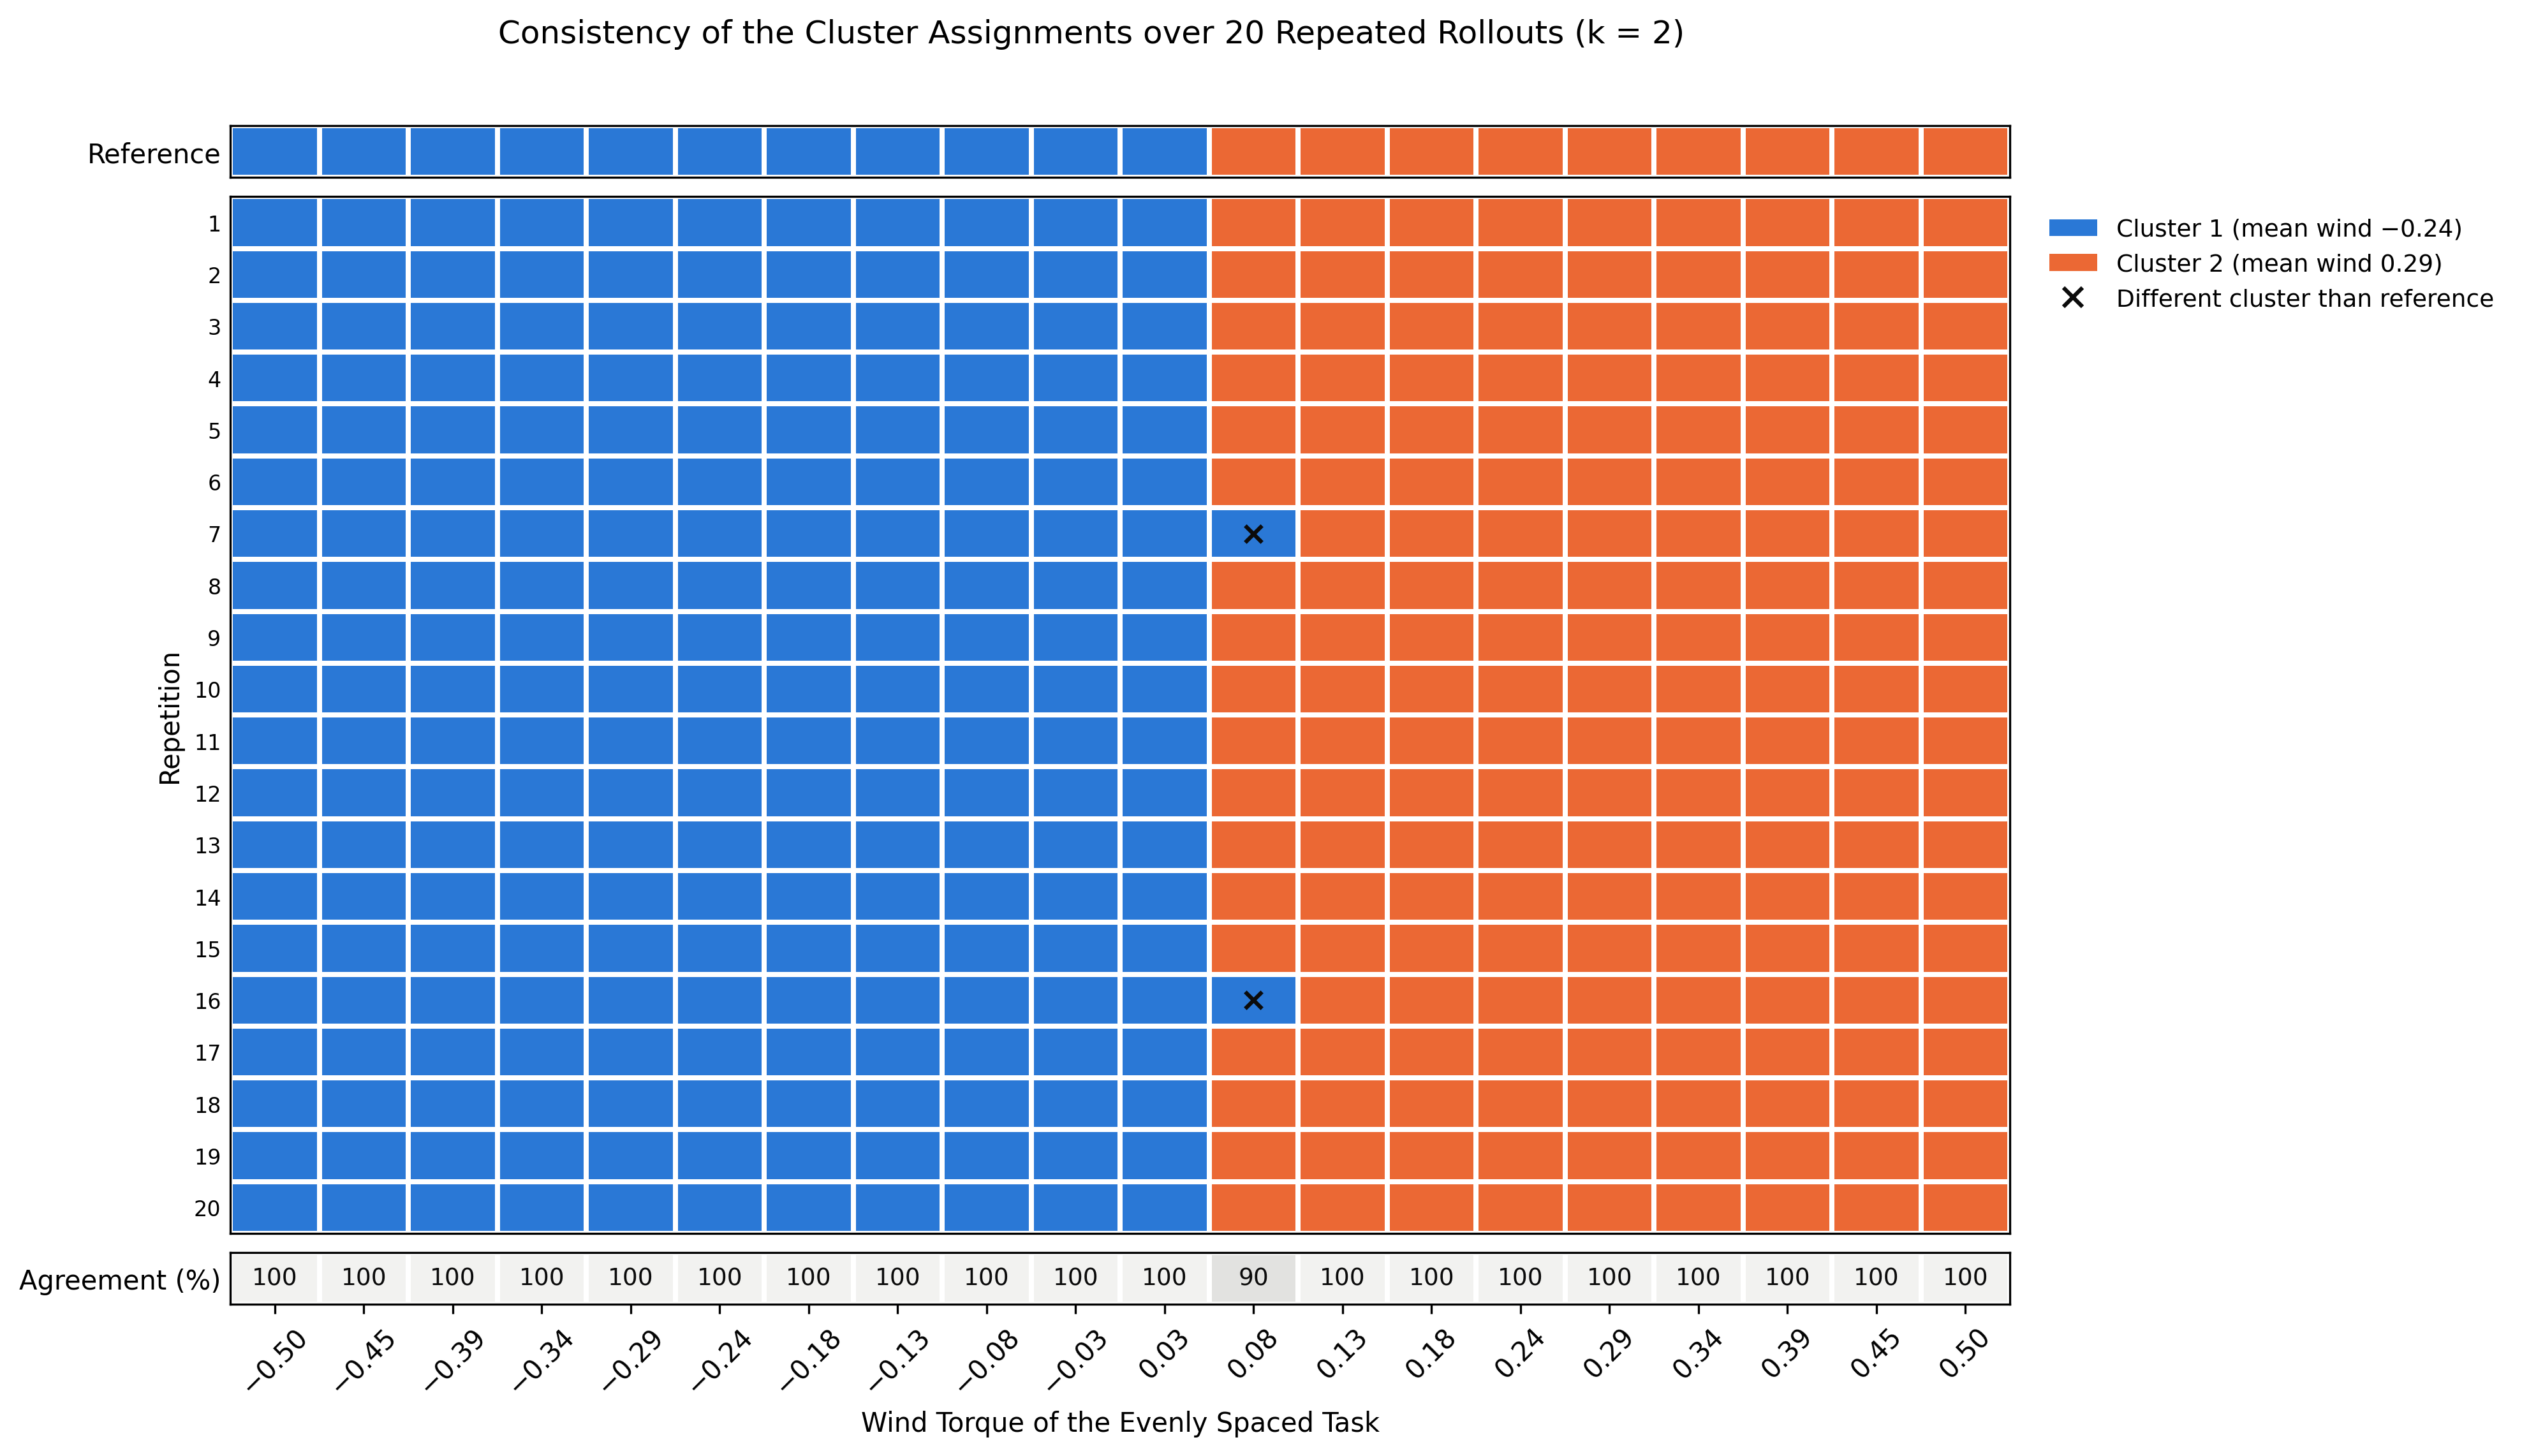 Consistency of the Cluster Assignments over 20 Repeated Rollouts (k = 2)
Reference
Cluster 1 (mean wind −0.24)
Cluster 2 (mean wind 0.29)
Different cluster than reference
Repetition
1
2
3
4
5
6
7
8
9
10
11
12
13
14
15
16
17
18
19
20
Agreement (%) 100 100 100 100 100 100 100 100 100 100 100 90 100 100 100 100 100 100 100 100
−0.50 −0.45 −0.39 −0.34 −0.29 −0.24 −0.18 −0.13 −0.08 −0.03 0.03 0.08 0.13 0.18 0.24 0.29 0.34 0.39 0.45 0.50
Wind Torque of the Evenly Spaced Task